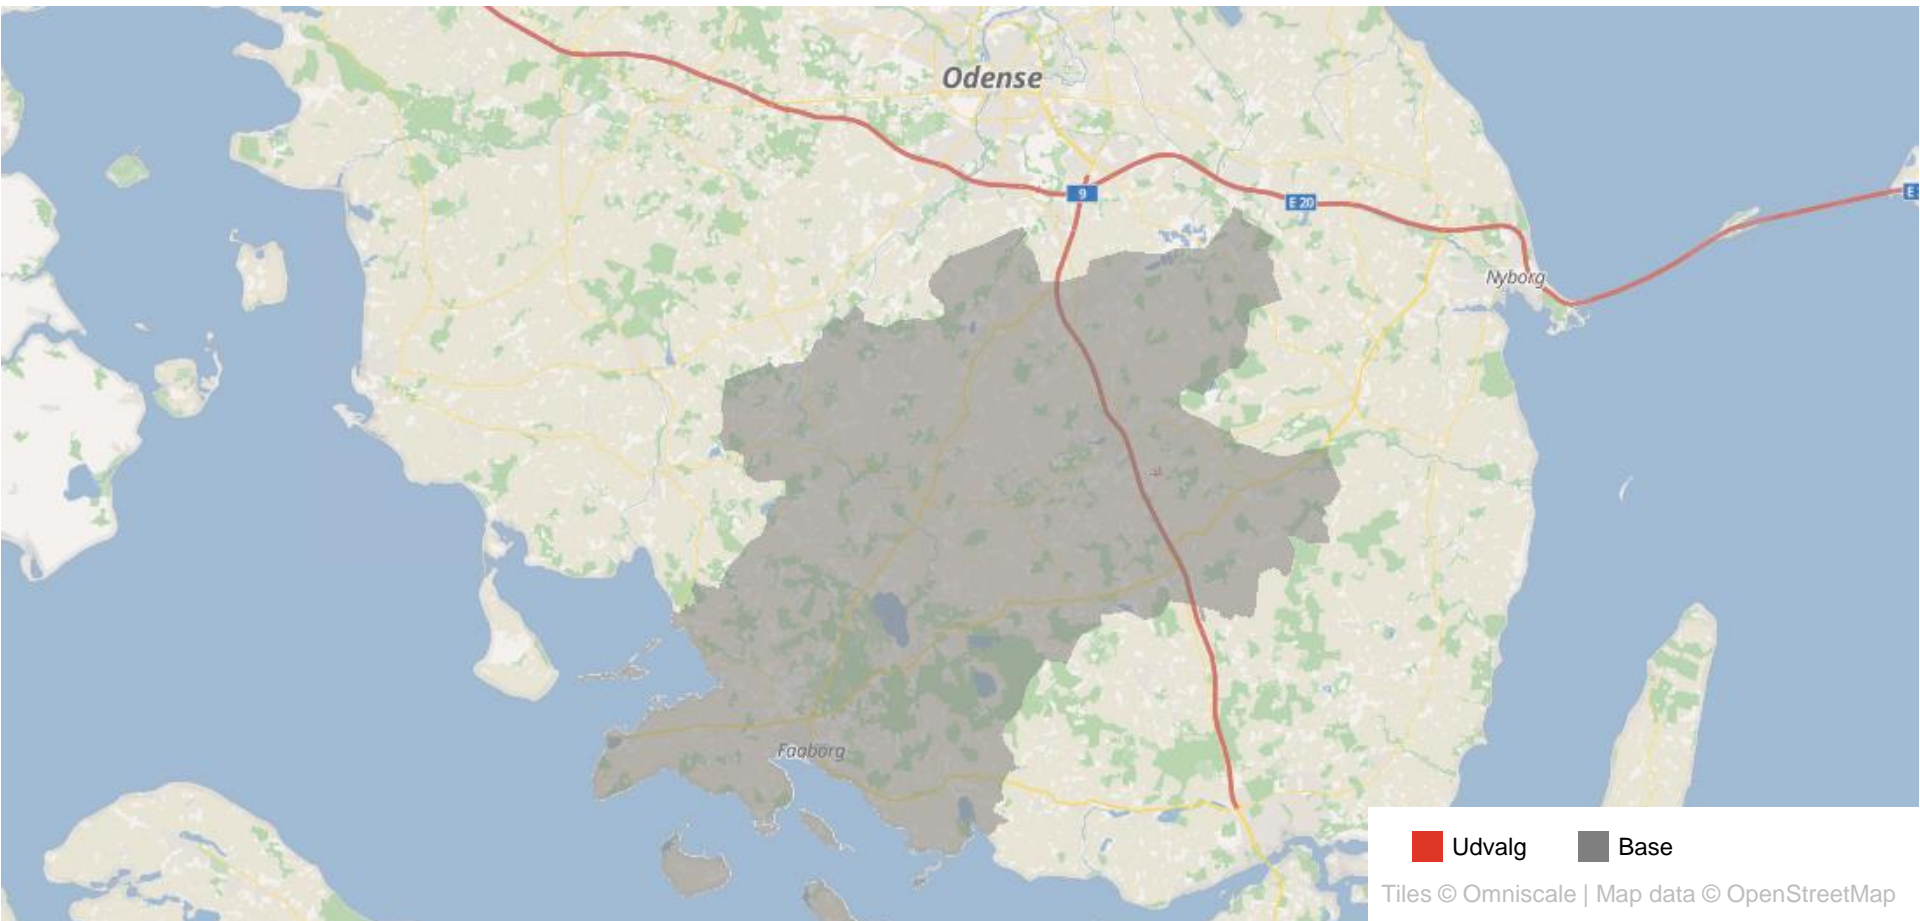 Odense
9
E 20
E
Nyborg
Faaborg
Udvalg
Base
Tiles © Omniscale | Map data © OpenStreetMap